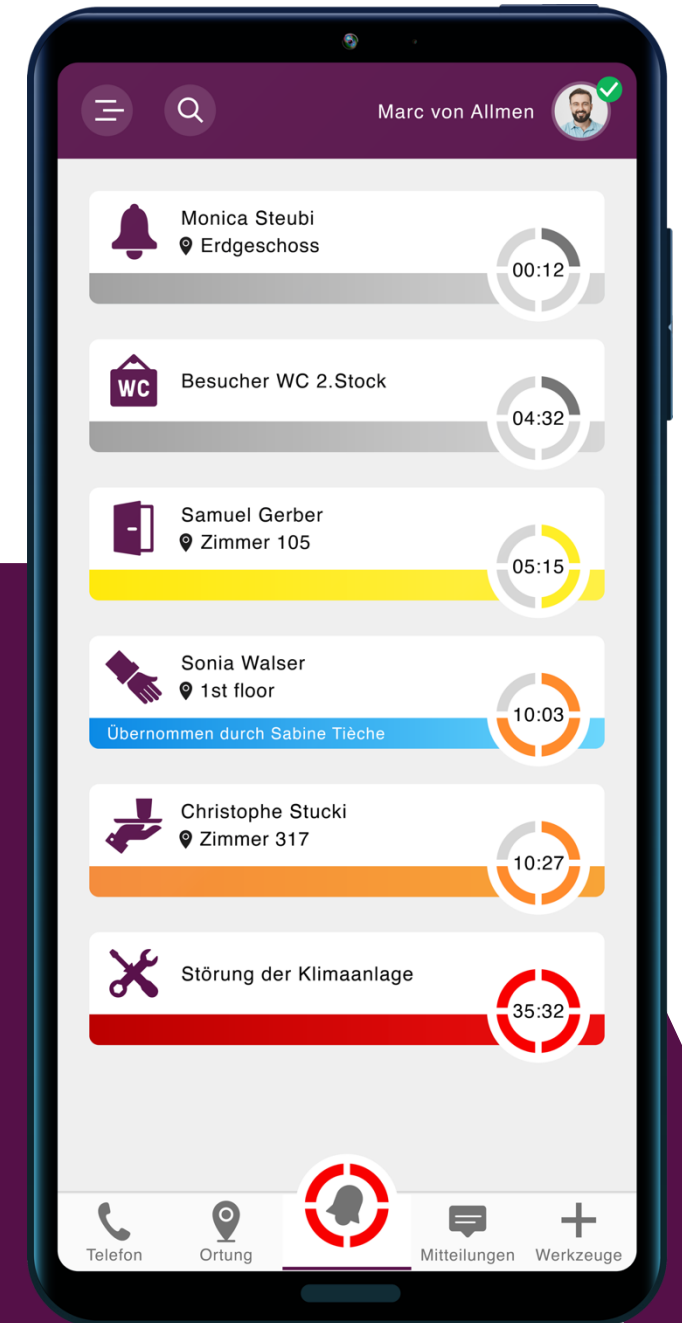 Marc von Allmen
Monica Steubi
Erdgeschoss
00:12
WC
Besucher WC 2.Stock
04:32
Samuel Gerber
Zimmer 105
05:15
Sonia Walser
1st floor
10:03
Übernommen durch Sabine Tièche
Christophe Stucki
Zimmer 317
10:27
Störung der Klimaanlage
35:32
Telefon
Ortung
Mitteilungen
Werkzeuge